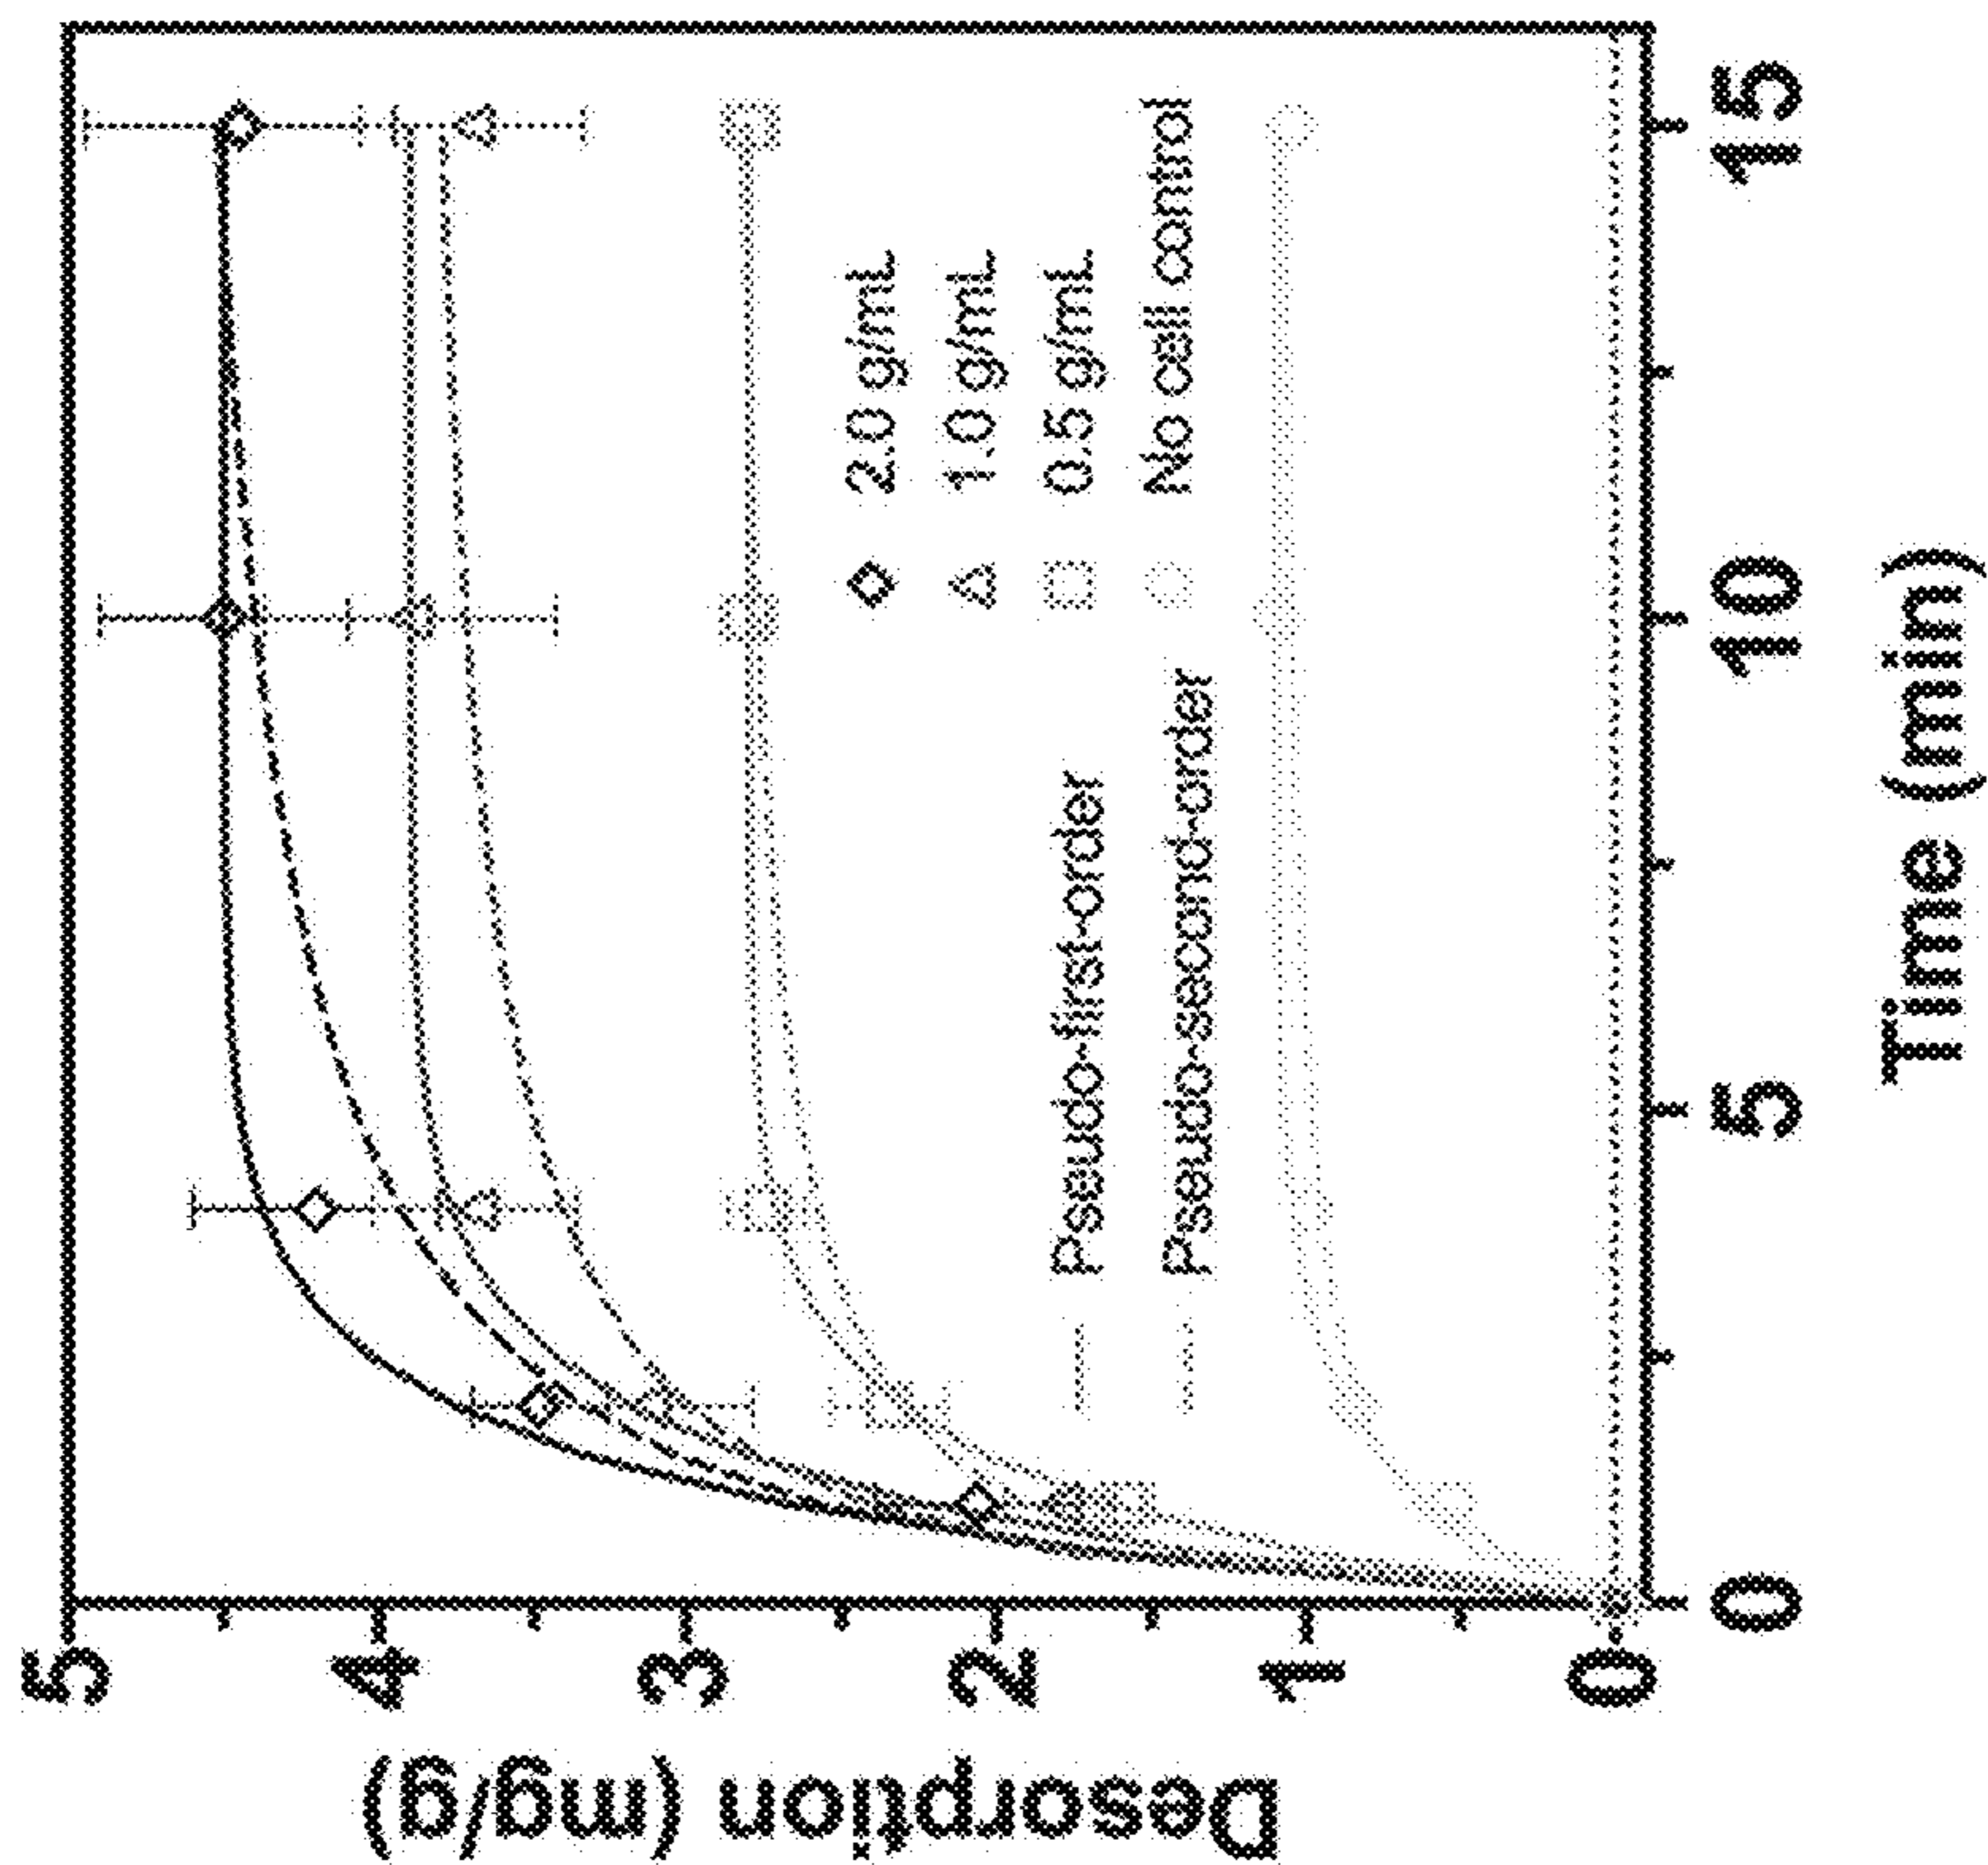 Desorption (mg/g)
5
4
3
2
1
0
2.0 g/mL
1.0 g/mL
0.5 g/mL
No cell control
Pseudo-first-order
Pseudo-second-order
0
5
10
15
Time (min)